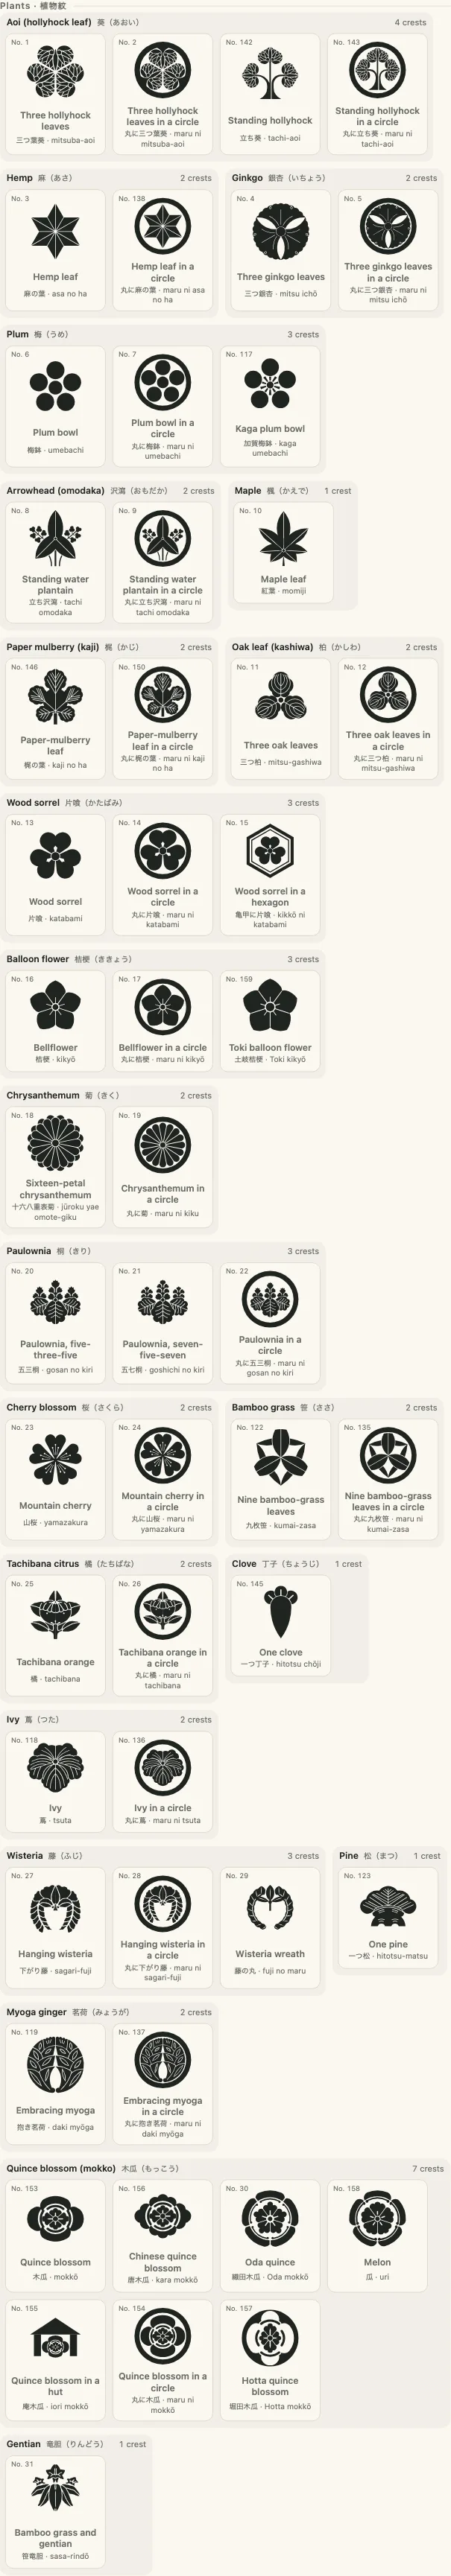 Plants · 植物紋
Aoi (hollyhock leaf) 葵（あおい） 4 crests
No. 1
Three hollyhock
leaves
三つ葉葵 · mitsuba-aoi
No. 2
Three hollyhock
leaves in a circle
丸に三つ葉葵 · maru ni
mitsuba-aoi
No. 142
Standing hollyhock
立ち葵 · tachi-aoi
No. 143
Standing hollyhock
in a circle
丸に立ち葵 · maru ni
tachi-aoi
Hemp 麻（あさ） 2 crests
No. 3
Hemp leaf
麻の葉 · asa no ha
No. 138
Hemp leaf in a
circle
丸に麻の葉 · maru ni asa
no ha
Ginkgo 銀杏（いちょう） 2 crests
No. 4
Three ginkgo leaves
三つ銀杏 · mitsu ichō
No. 5
Three ginkgo leaves
in a circle
丸に三つ銀杏 · maru ni
mitsu ichō
Plum 梅（うめ） 3 crests
No. 6
Plum bowl
梅鉢 · umebachi
No. 7
Plum bowl in a
circle
丸に梅鉢 · maru ni
umebachi
No. 117
Kaga plum bowl
加賀梅鉢 · kaga
umebachi
Arrowhead (omodaka) 沢瀉（おもだか） 2 crests
No. 8
Standing water
plantain
立ち沢瀉 · tachi
omodaka
No. 9
Standing water
plantain in a circle
丸に立ち沢瀉 · maru ni
tachi omodaka
Maple 楓（かえで） 1 crest
No. 10
Maple leaf
紅葉 · momiji
Paper mulberry (kaji) 梶（かじ） 2 crests
No. 146
Paper-mulberry
leaf
梶の葉 · kaji no ha
No. 150
Paper-mulberry
leaf in a circle
丸に梶の葉 · maru ni kaji
no ha
Oak leaf (kashiwa) 柏（かしわ） 2 crests
No. 11
Three oak leaves
三つ柏 · mitsu-gashiwa
No. 12
Three oak leaves in
a circle
丸に三つ柏 · maru ni
mitsu-gashiwa
Wood sorrel 片喰（かたばみ） 3 crests
No. 13
Wood sorrel
片喰 · katabami
No. 14
Wood sorrel in a
circle
丸に片喰 · maru ni
katabami
No. 15
Wood sorrel in a
hexagon
亀甲に片喰 · kikkō ni
katabami
Balloon flower 桔梗（ききょう） 3 crests
No. 16
Bellflower
桔梗 · kikyō
No. 17
Bellflower in a circle
丸に桔梗 · maru ni kikyō
No. 159
Toki balloon flower
土岐桔梗 · Toki kikyō
Chrysanthemum 菊（きく） 2 crests
No. 18
Sixteen-petal
chrysanthemum
十六八重表菊 · jūroku yae
omote-giku
No. 19
Chrysanthemum in
a circle
丸に菊 · maru ni kiku
Paulownia 桐（きり） 3 crests
No. 20
Paulownia, five-
three-five
五三桐 · gosan no kiri
No. 21
Paulownia, seven-
five-seven
五七桐 · goshichi no kiri
No. 22
Paulownia in a
circle
丸に五三桐 · maru ni
gosan no kiri
Cherry blossom 桜（さくら） 2 crests
No. 23
Mountain cherry
山桜 · yamazakura
No. 24
Mountain cherry in
a circle
丸に山桜 · maru ni
yamazakura
Bamboo grass 笹（ささ） 2 crests
No. 122
Nine bamboo-grass
leaves
九枚笹 · kumai-zasa
No. 135
Nine bamboo-grass
leaves in a circle
丸に九枚笹 · maru ni
kumai-zasa
Tachibana citrus 橘（たちばな） 2 crests
No. 25
Tachibana orange
橘 · tachibana
No. 26
Tachibana orange in
a circle
丸に橘 · maru ni
tachibana
Clove 丁子（ちょうじ） 1 crest
No. 145
One clove
一つ丁子 · hitotsu chōji
Ivy 蔦（つた） 2 crests
No. 118
Ivy
蔦 · tsuta
No. 136
Ivy in a circle
丸に蔦 · maru ni tsuta
Wisteria 藤（ふじ） 3 crests
No. 27
Hanging wisteria
下がり藤 · sagari-fuji
No. 28
Hanging wisteria in
a circle
丸に下がり藤 · maru ni
sagari-fuji
No. 29
Wisteria wreath
藤の丸 · fuji no maru
Pine 松（まつ） 1 crest
No. 123
One pine
一つ松 · hitotsu-matsu
Myoga ginger 茗荷（みょうが） 2 crests
No. 119
Embracing myoga
抱き茗荷 · daki myōga
No. 137
Embracing myoga
in a circle
丸に抱き茗荷 · maru ni
daki myōga
Quince blossom (mokko) 木瓜（もっこう） 7 crests
No. 153
Quince blossom
木瓜 · mokkō
No. 156
Chinese quince
blossom
唐木瓜 · kara mokkō
No. 30
Oda quince
織田木瓜 · Oda mokkō
No. 158
Melon
瓜 · uri
No. 155
Quince blossom in a
hut
庵木瓜 · iori mokkō
No. 154
Quince blossom in a
circle
丸に木瓜 · maru ni
mokkō
No. 157
Hotta quince
blossom
堀田木瓜 · Hotta mokkō
Gentian 竜胆（りんどう） 1 crest
No. 31
Bamboo grass and
gentian
笹竜胆 · sasa-rindō